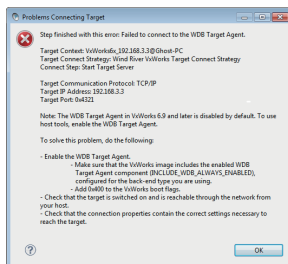 Problems Connecting Target
Step finished with this error: Failed to connect to the WDB Target Agent.
Target Context: VxWorks6x_192.168.3.3@Ghost-PC
Target Connect Strategy: Wind River VxWorks Target Connect Strategy
Connect Step: Start Target Server
Target Communication Protocol: TCP/IP
Target IP Address: 192.168.3.3
Target Port: 0x4321
Note: The WDB Target Agent in VxWorks 6.9 and later is disabled by default. To use
host tools, enable the WDB Target Agent.
To solve this problem, do the following:
- Enable the WDB Target Agent.
- Make sure that the VxWorks image includes the enabled WDB
Target Agent component (INCLUDE_WDB_ALWAYS_ENABLED),
configured for the back-end type you are using.
- Add 0x400 to the VxWorks boot flags.
- Check that the target is switched on and is reachable through the network from
your host.
- Check that the connection properties contain the correct settings necessary to
reach the target.
OK